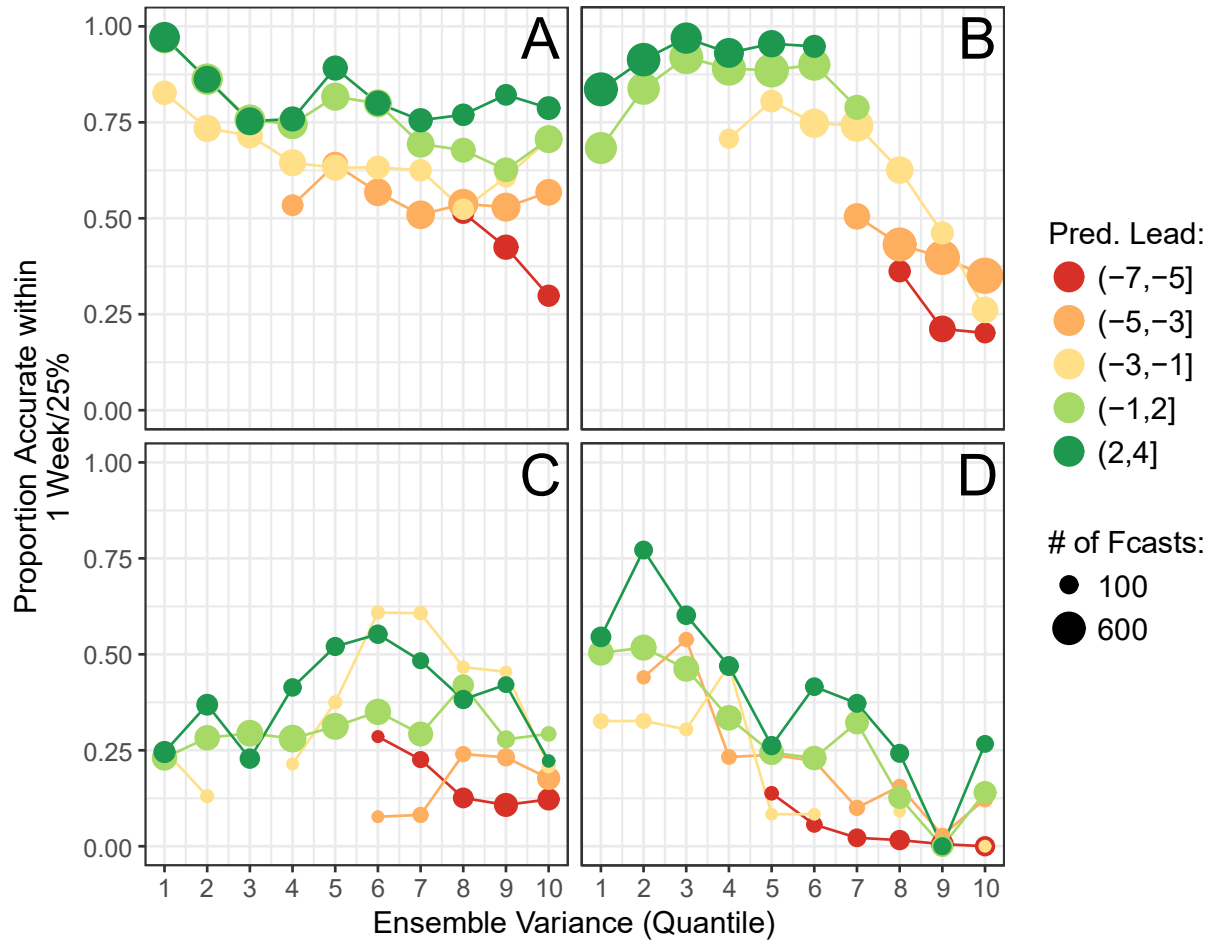 A
B
1.00
0.75
0.50
0.25
0.00
C
D
1.00
0.75
0.50
0.25
0.00
1 2 3 4 5 6 7 8 9 10
1 2 3 4 5 6 7 8 9 10
Ensemble Variance (Quantile)
Proportion Accurate within
1 Week/25%
Pred. Lead:
(−7,−5]
(−5,−3]
(−3,−1]
(−1,2]
(2,4]
# of Fcasts:
100
600